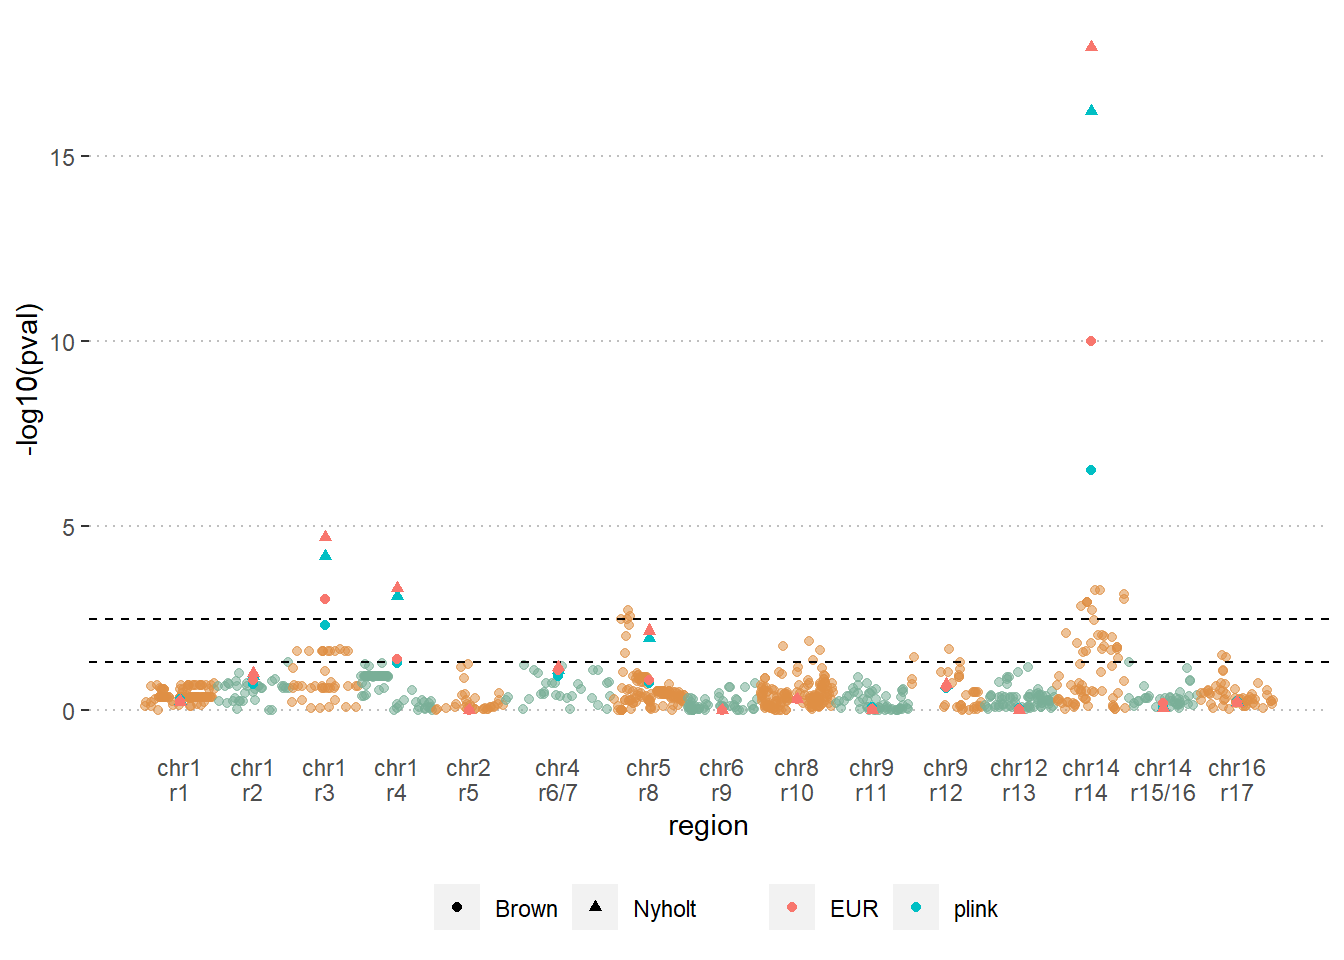 15
10
5
0
-log10(pval)
chr1 chr1 chr1 chr1 chr2 chr4 chr5 chr6 chr8 chr9 chr9 chr12 chr14 chr14 chr16
r1 r2 r3 r4 r5 r6/7 r8 r9 r10 r11 r12 r13 r14 r15/16 r17
region
Brown Nyholt EUR plink